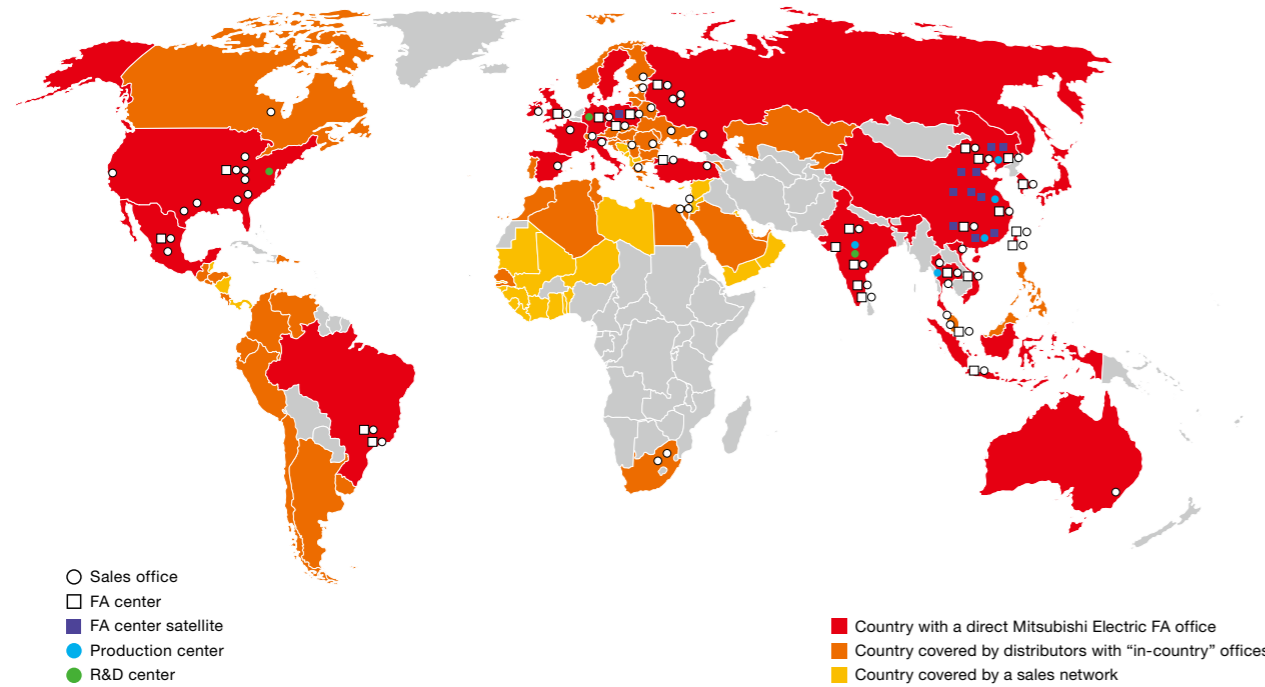 Sales office
FA center
FA center satellite
Production center
R&D center
Country with a direct Mitsubishi Electric FA office
Country covered by distributors with “in-country” offices
Country covered by a sales network